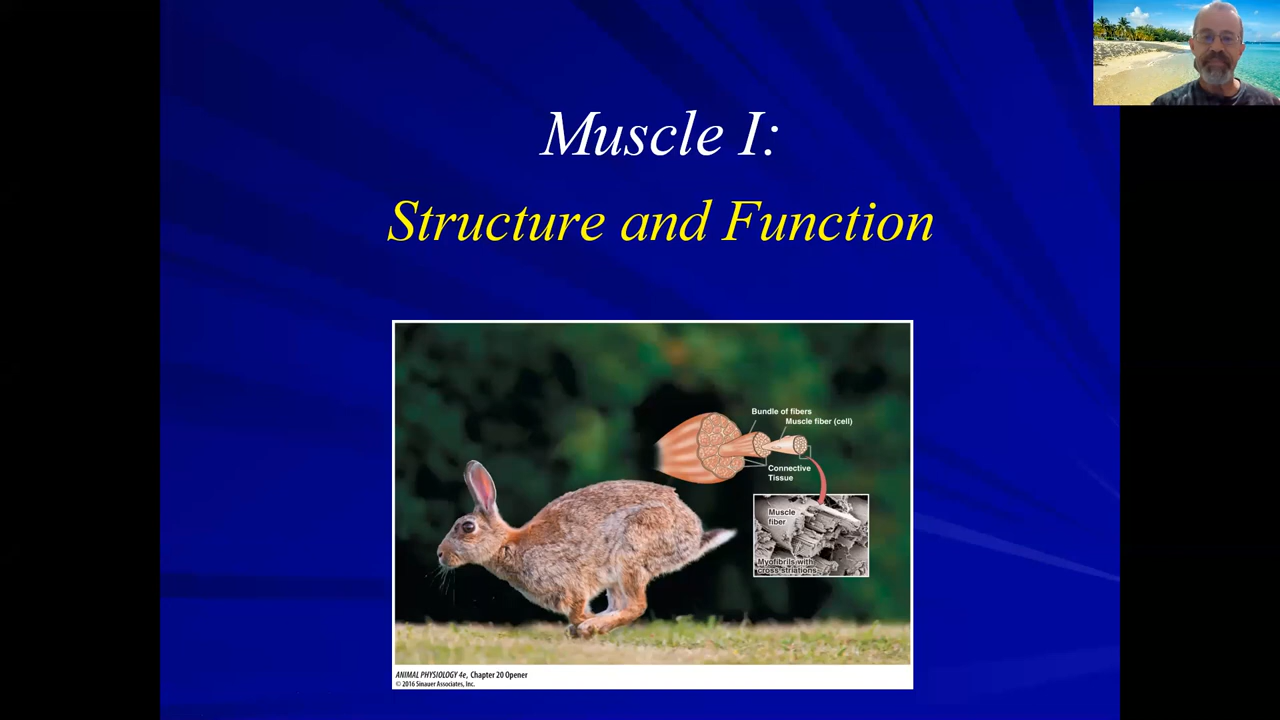 Muscle I:
Structure and Function
Bundle of fibers
Muscle fiber (cell)
Connective
Tissue
Muscle
fiber
Myofibrils with
cross striations
ANIMAL PHYSIOLOGY 4e, Chapter 20 Opener
© 2016 Sinauer Associates, Inc.